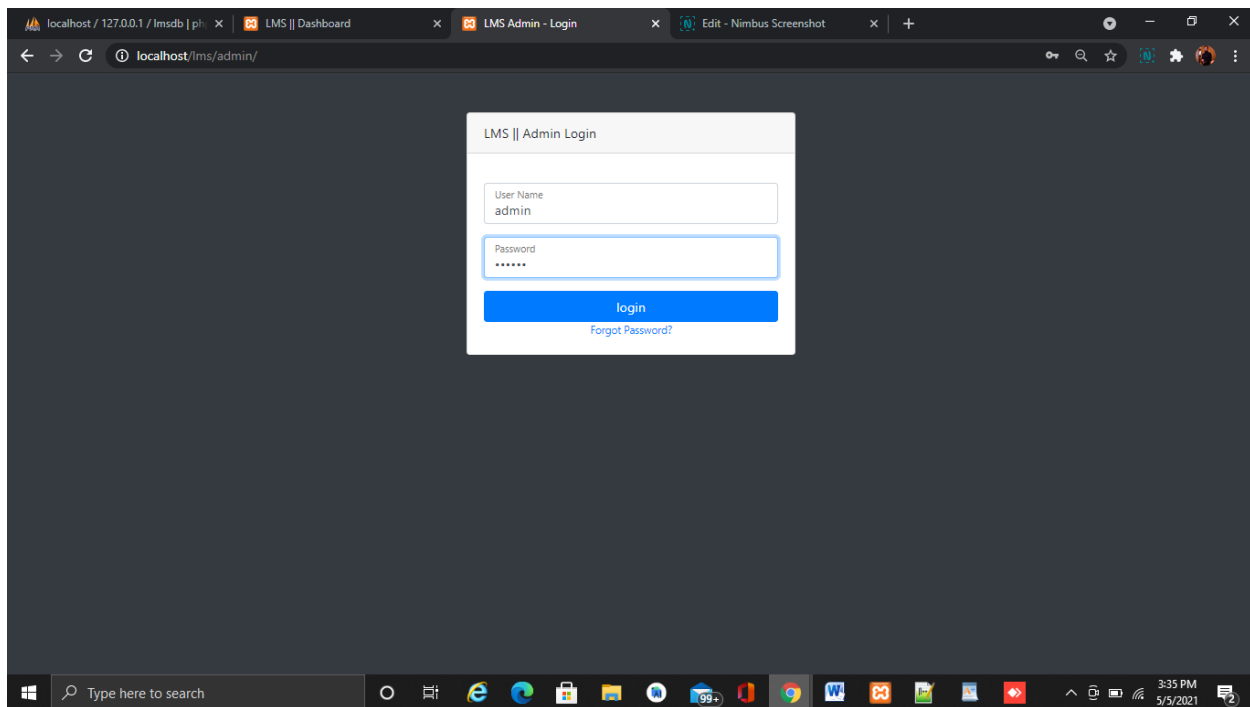 localhost / 127.0.0.1 / lmsdb | ph
LMS || Dashboard
LMS Admin - Login
Edit - Nimbus Screenshot
localhost/lms/admin/
LMS || Admin Login
User Name
admin
Password
••••••
login
Forgot Password?
Type here to search
99+
3:35 PM
5/5/2021
2